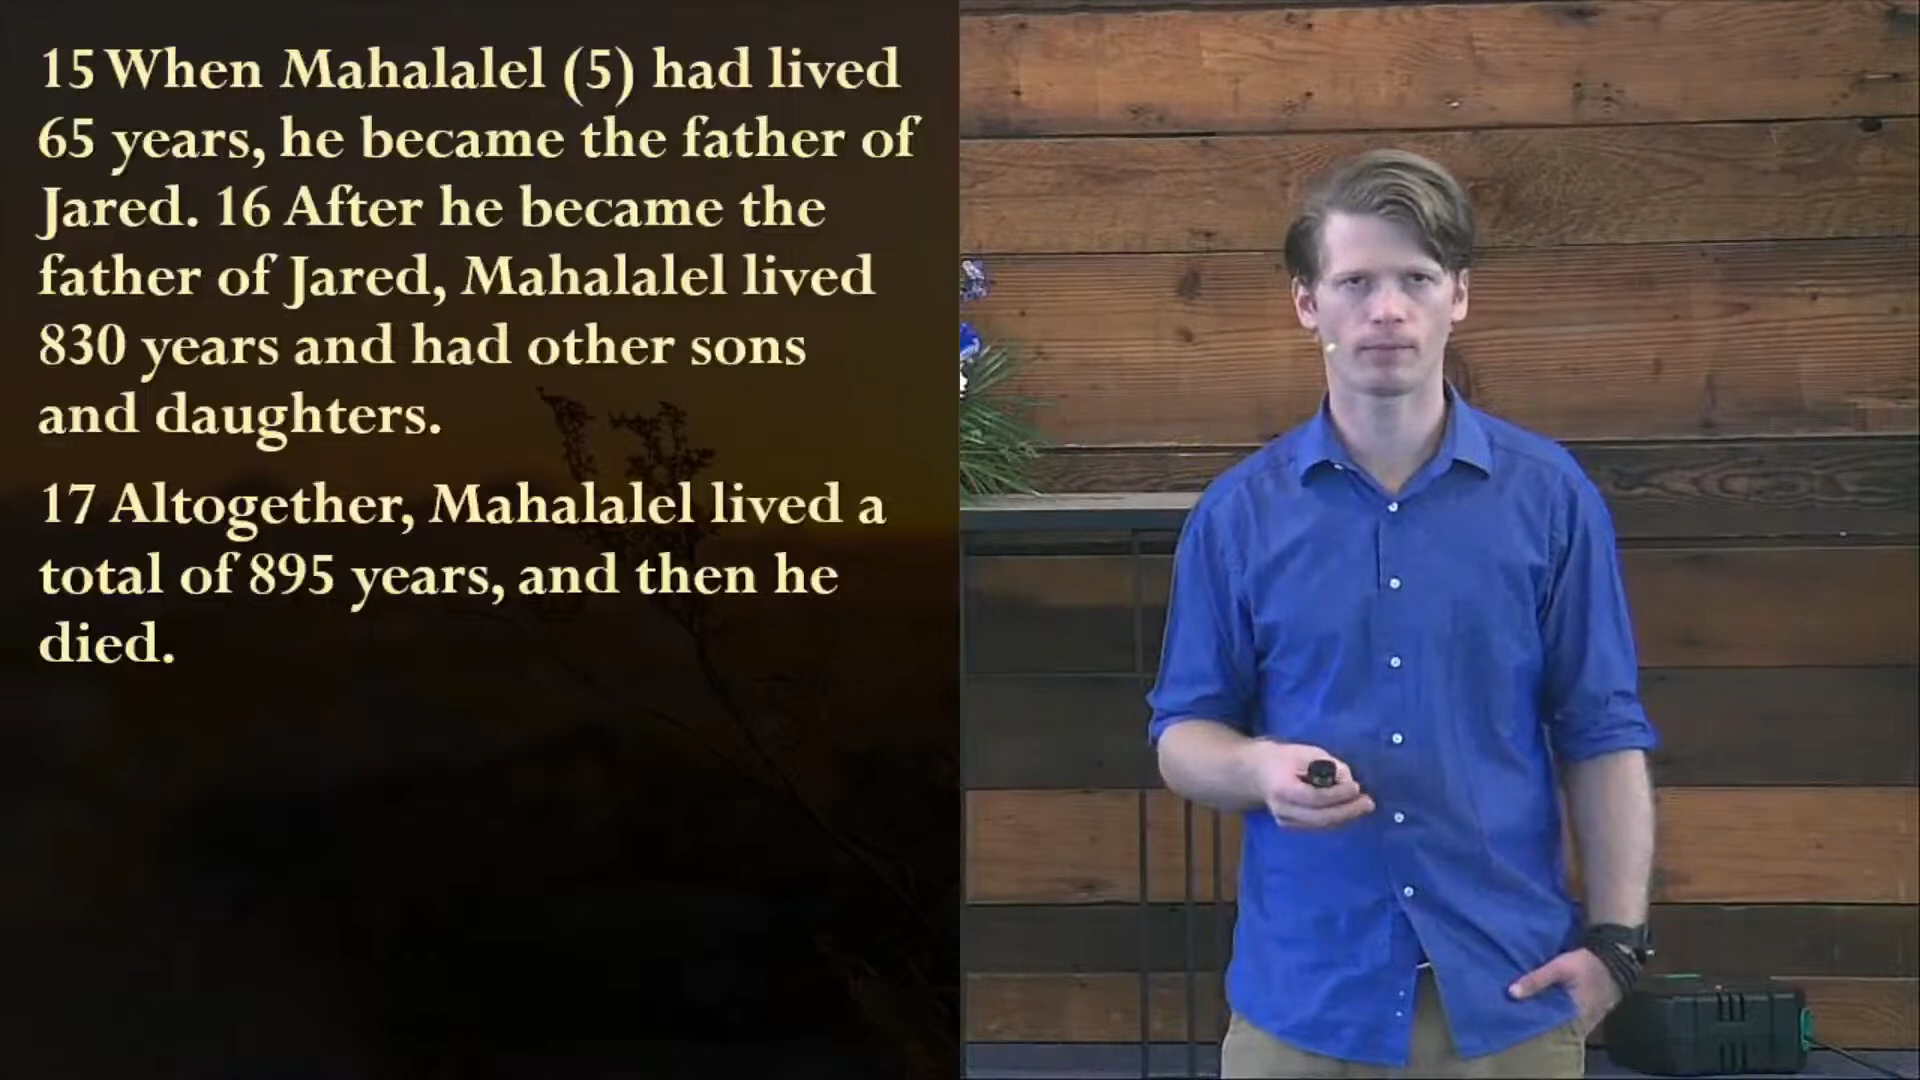 15 When Mahalalel (5) had lived
65 years, he became the father of
Jared. 16 After he became the
father of Jared, Mahalalel lived
830 years and had other sons
and daughters.
17 Altogether, Mahalalel lived a
total of 895 years, and then he
died.